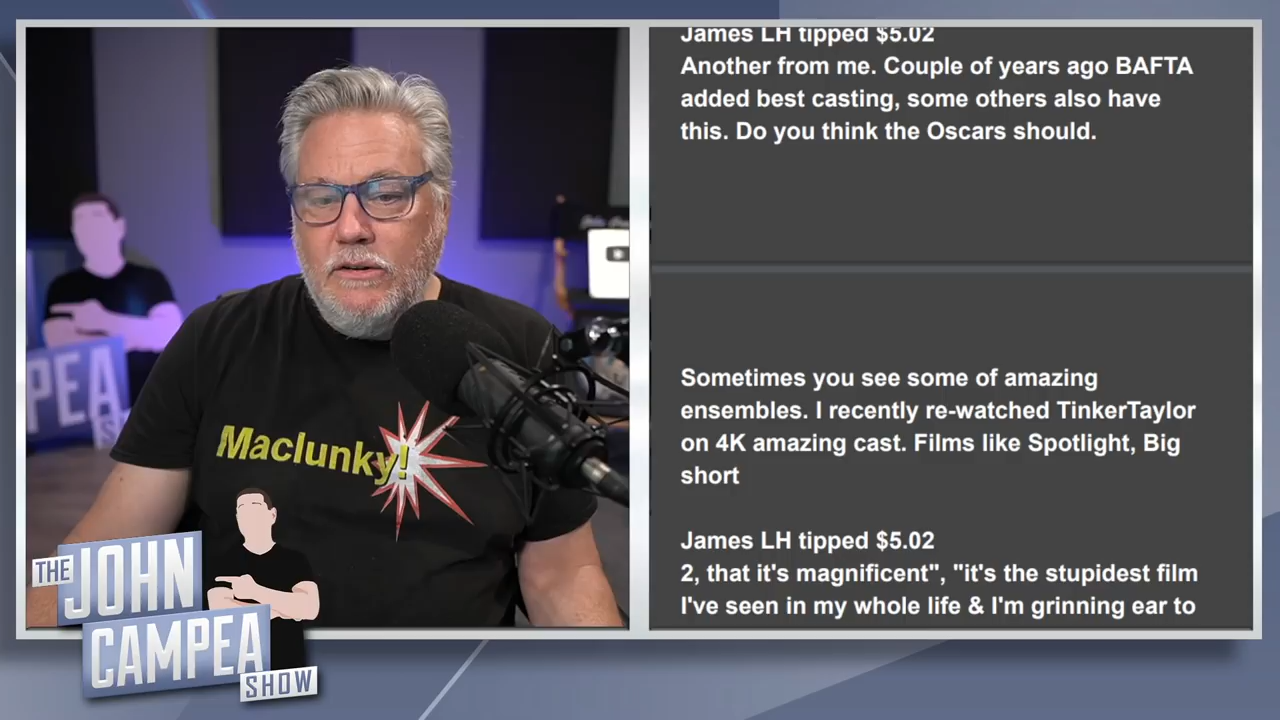 James LH tipped $5.02
Another from me. Couple of years ago BAFTA
added best casting, some others also have
this. Do you think the Oscars should.
Sometimes you see some of amazing
ensembles. I recently re-watched TinkerTaylor
on 4K amazing cast. Films like Spotlight, Big
short
James LH tipped $5.02
2, that it's magnificent", "it's the stupidest film
I've seen in my whole life & I'm grinning ear to
Maclunky!
PEA
THE
JOHN
CAMPEA
SHOW